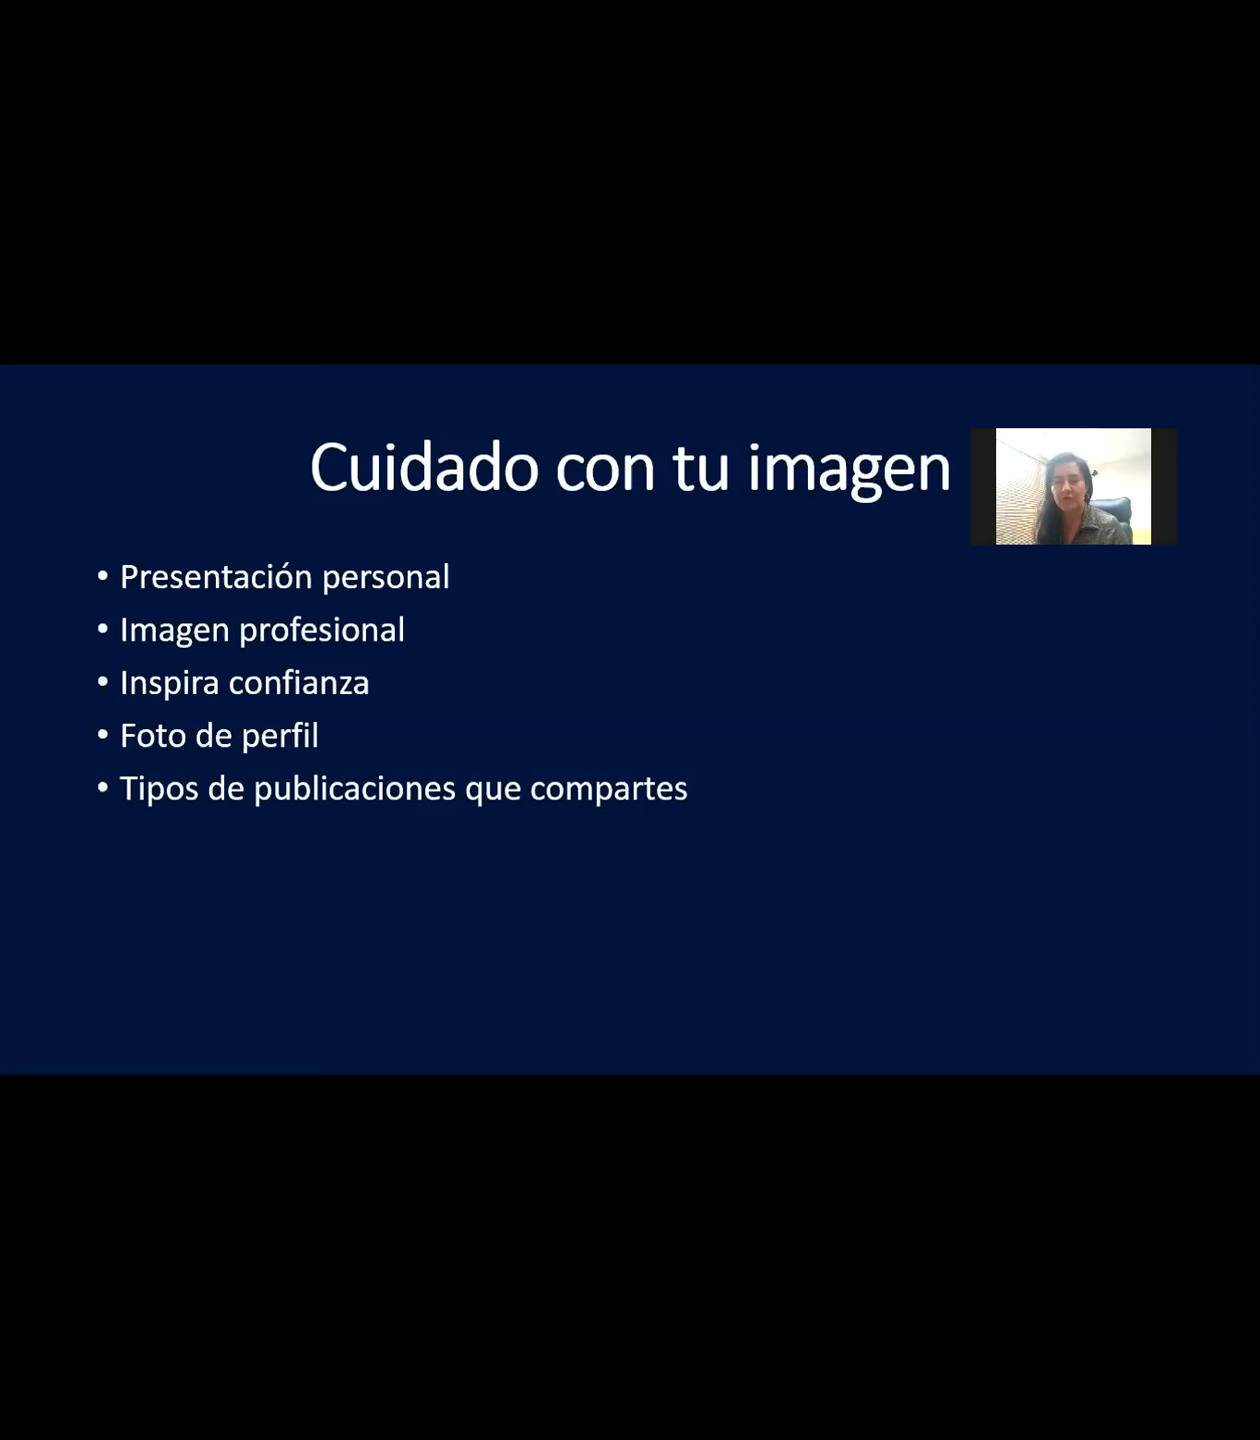 Cuidado con tu imagen
• Presentación personal
• Imagen profesional
• Inspira confianza
• Foto de perfil
• Tipos de publicaciones que compartes